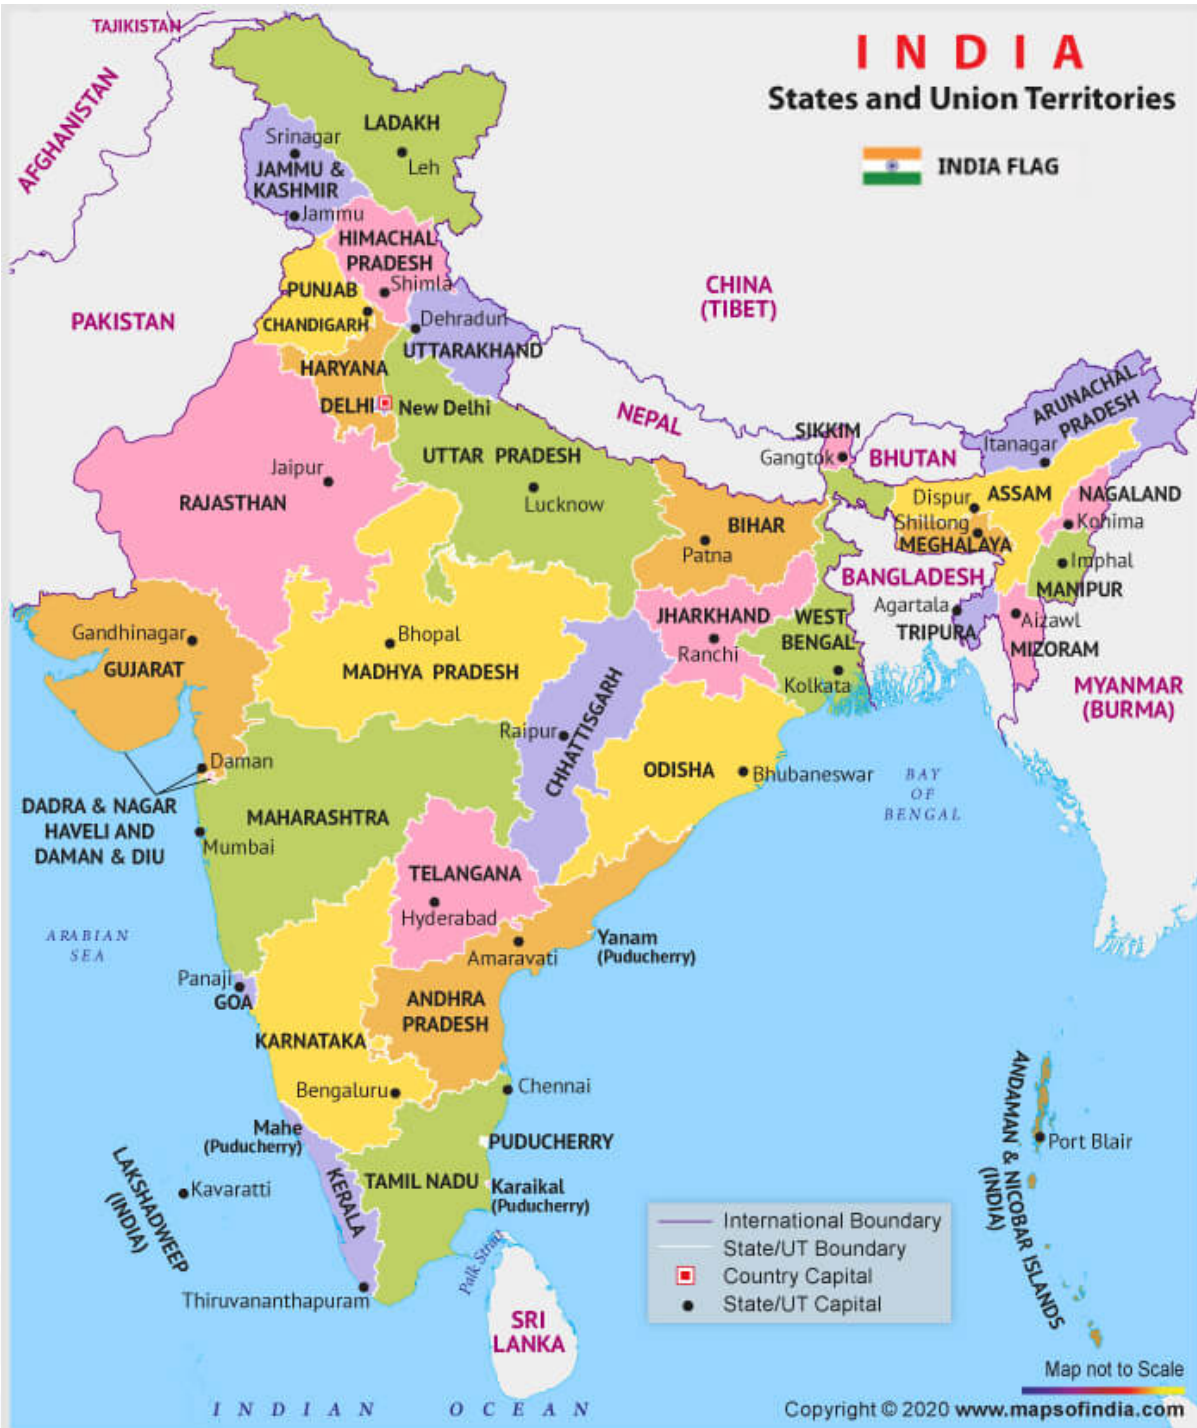 TAJIKISTAN
INDIA
States and Union Territories
INDIA FLAG
AFGHANISTAN
LADAKH
Leh
Srinagar
JAMMU &
KASHMIR
Jammu
HIMACHAL
PRADESH
Shimla
PUNJAB
CHANDIGARH
Dehradun
UTTARAKHAND
CHINA
(TIBET)
PAKISTAN
HARYANA
DELHI
New Delhi
NEPAL
SIKKIM
Gangtok
BHUTAN
ARUNACHAL
PRADESH
Itanagar
UTTAR PRADESH
Lucknow
Jaipur
RAJASTHAN
BIHAR
Patna
Dispur
ASSAM
NAGALAND
Kohima
Shillong
MEGHALAYA
Imphal
MANIPUR
BANGLADESH
Agartala
TRIPURA
Aizawl
MIZORAM
MYANMAR
(BURMA)
Gandhinagar
GUJARAT
Bhopal
MADHYA PRADESH
JHARKHAND
Ranchi
WEST
BENGAL
Kolkata
CHHATTISGARH
Raipur
ODISHA
Bhubaneswar
BAY
OF
BENGAL
Daman
DADRA & NAGAR
HAVELI AND
DAMAN & DIU
MAHARASHTRA
Mumbai
TELANGANA
Hyderabad
ARABIAN
SEA
Amaravati
Yanam
(Puducherry)
Panaji
GOA
ANDHRA
PRADESH
KARNATAKA
Bengaluru
Chennai
Mahe
(Puducherry)
PUDUCHERRY
KERALA
TAMIL NADU
Karaikal
(Puducherry)
LAKSHADWEEP
(INDIA)
Kavaratti
Thiruvananthapuram
Palk Strait
SRI
LANKA
ANDAMAN & NICOBAR ISLANDS
(INDIA)
Port Blair
International Boundary
State/UT Boundary
Country Capital
State/UT Capital
Map not to Scale
INDIAN OCEAN
Copyright © 2020 www.mapsofindia.com